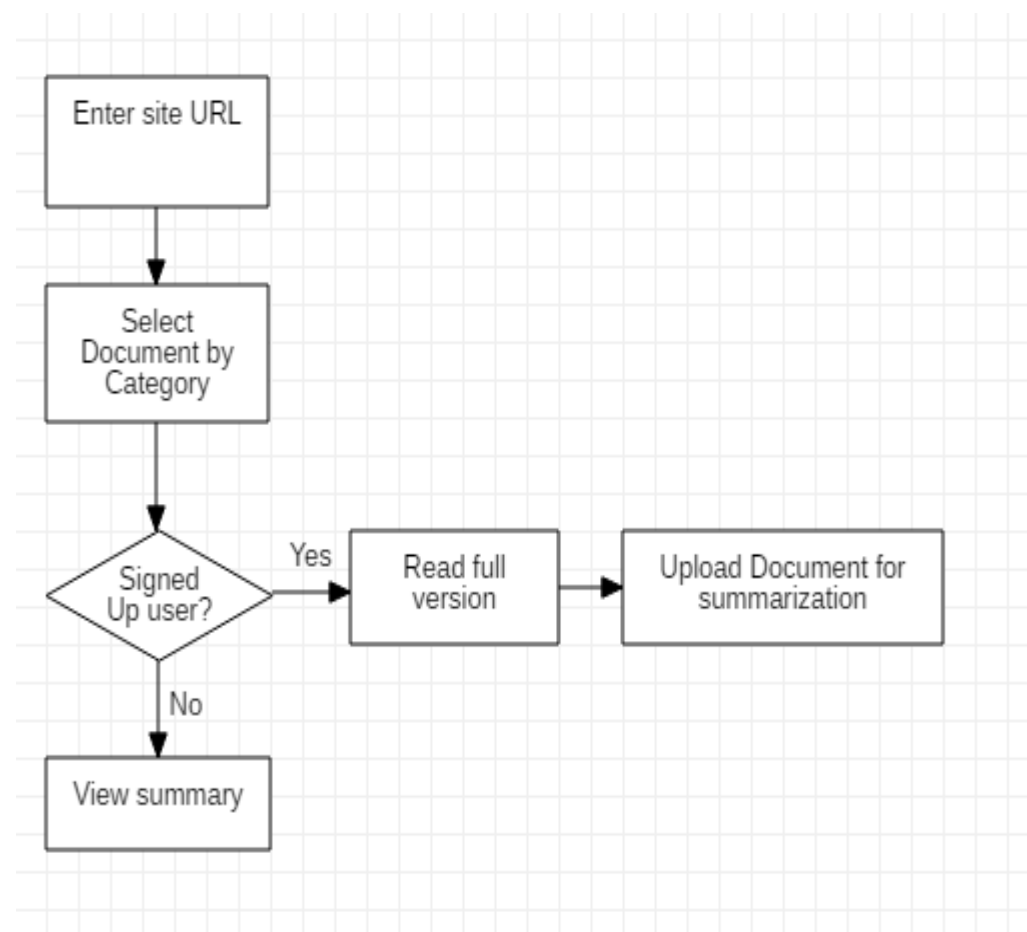 Enter site URL
Select
Document by
Category
Signed
Up user?
Yes
Read full
version
Upload Document for
summarization
No
View summary